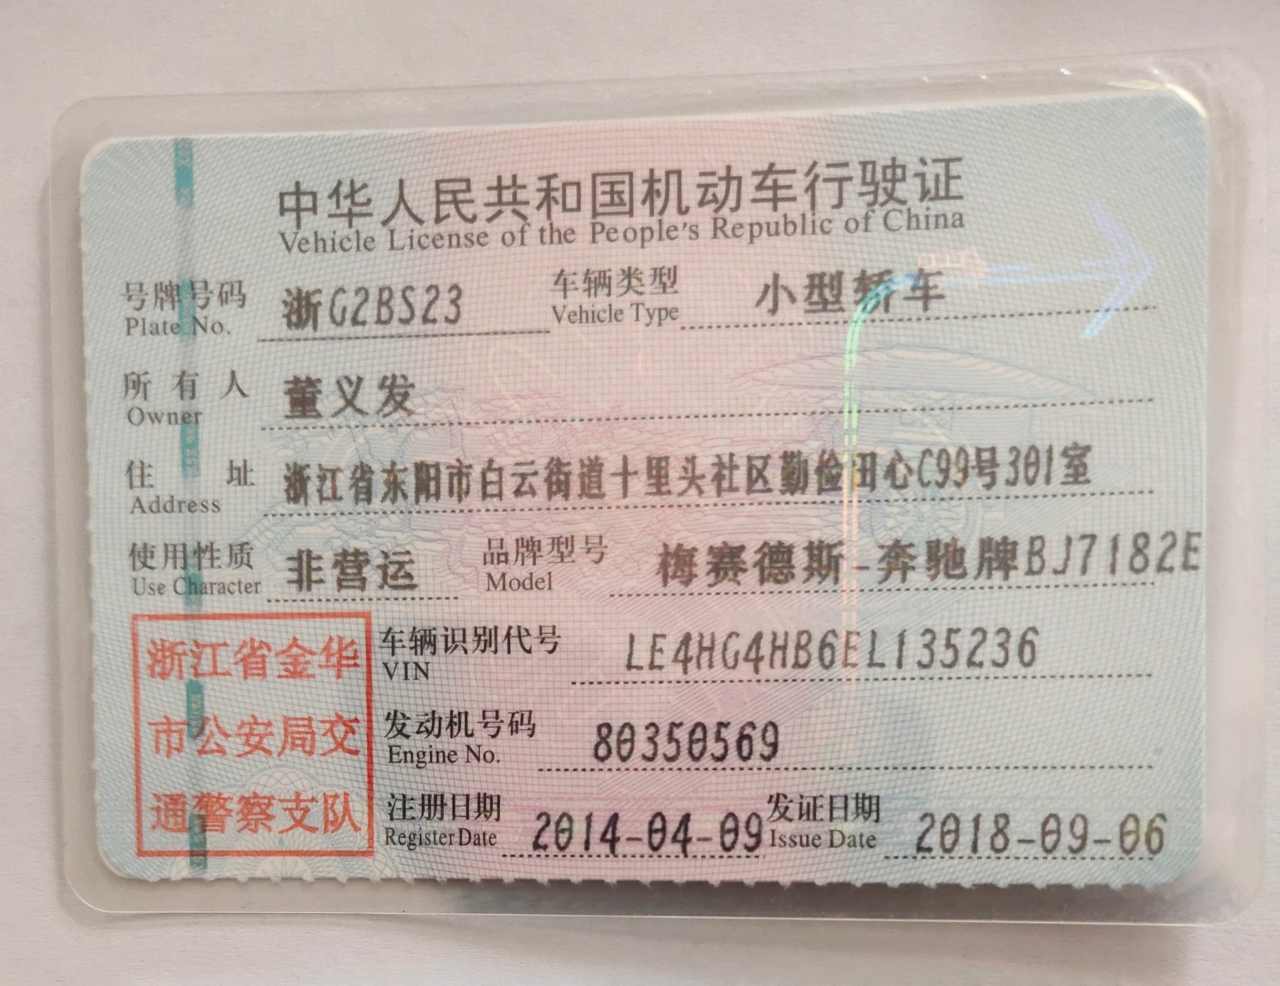 中华人民共和国机动车行驶证
Vehicle License of the People's Republic of China
号牌号码 浙G2BS23 车辆类型 小型轿车
Plate No. Vehicle Type
所有人 董义发
Owner
住址 浙江省东阳市白云街道十里头社区勤俭田心C99号301室
Address
使用性质 非营运 品牌型号 梅赛德斯-奔驰牌BJ7182E
Use Character Model
浙江省金华
市公安局交
通警察支队
车辆识别代号 LE4HG4HB6EL135236
VIN
发动机号码 80350569
Engine No.
注册日期 2014-04-09 发证日期 2018-09-06
Register Date Issue Date